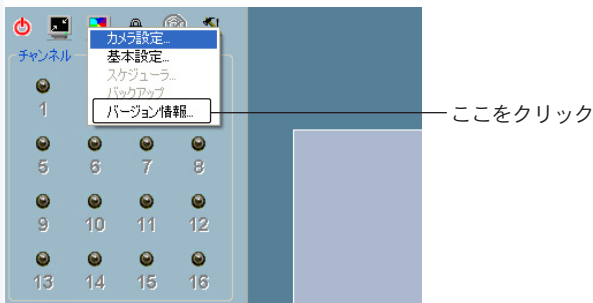 カメラ設定...
基本設定...
スケジューラ...
バックアップ
バージョン情報...
ここをクリック
チャンネル
1
5 6 7 8
9 10 11 12
13 14 15 16